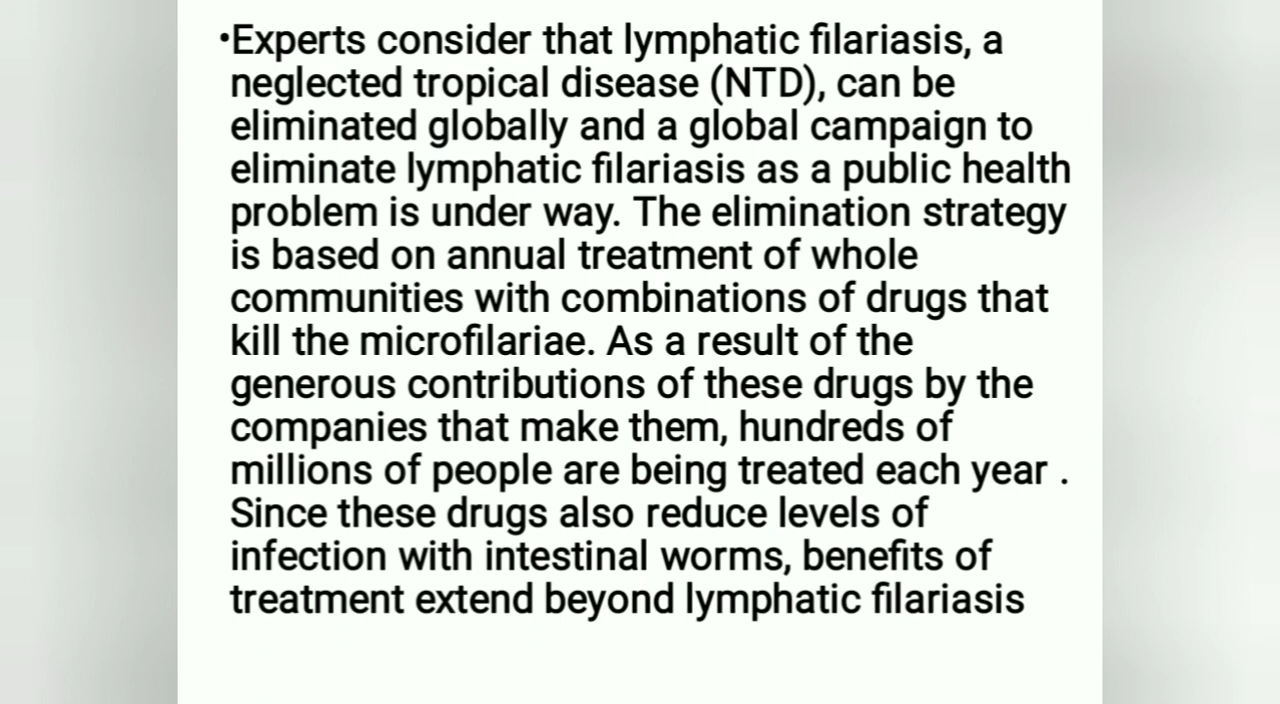 •Experts consider that lymphatic filariasis, a
neglected tropical disease (NTD), can be
eliminated globally and a global campaign to
eliminate lymphatic filariasis as a public health
problem is under way. The elimination strategy
is based on annual treatment of whole
communities with combinations of drugs that
kill the microfilariae. As a result of the
generous contributions of these drugs by the
companies that make them, hundreds of
millions of people are being treated each year .
Since these drugs also reduce levels of
infection with intestinal worms, benefits of
treatment extend beyond lymphatic filariasis